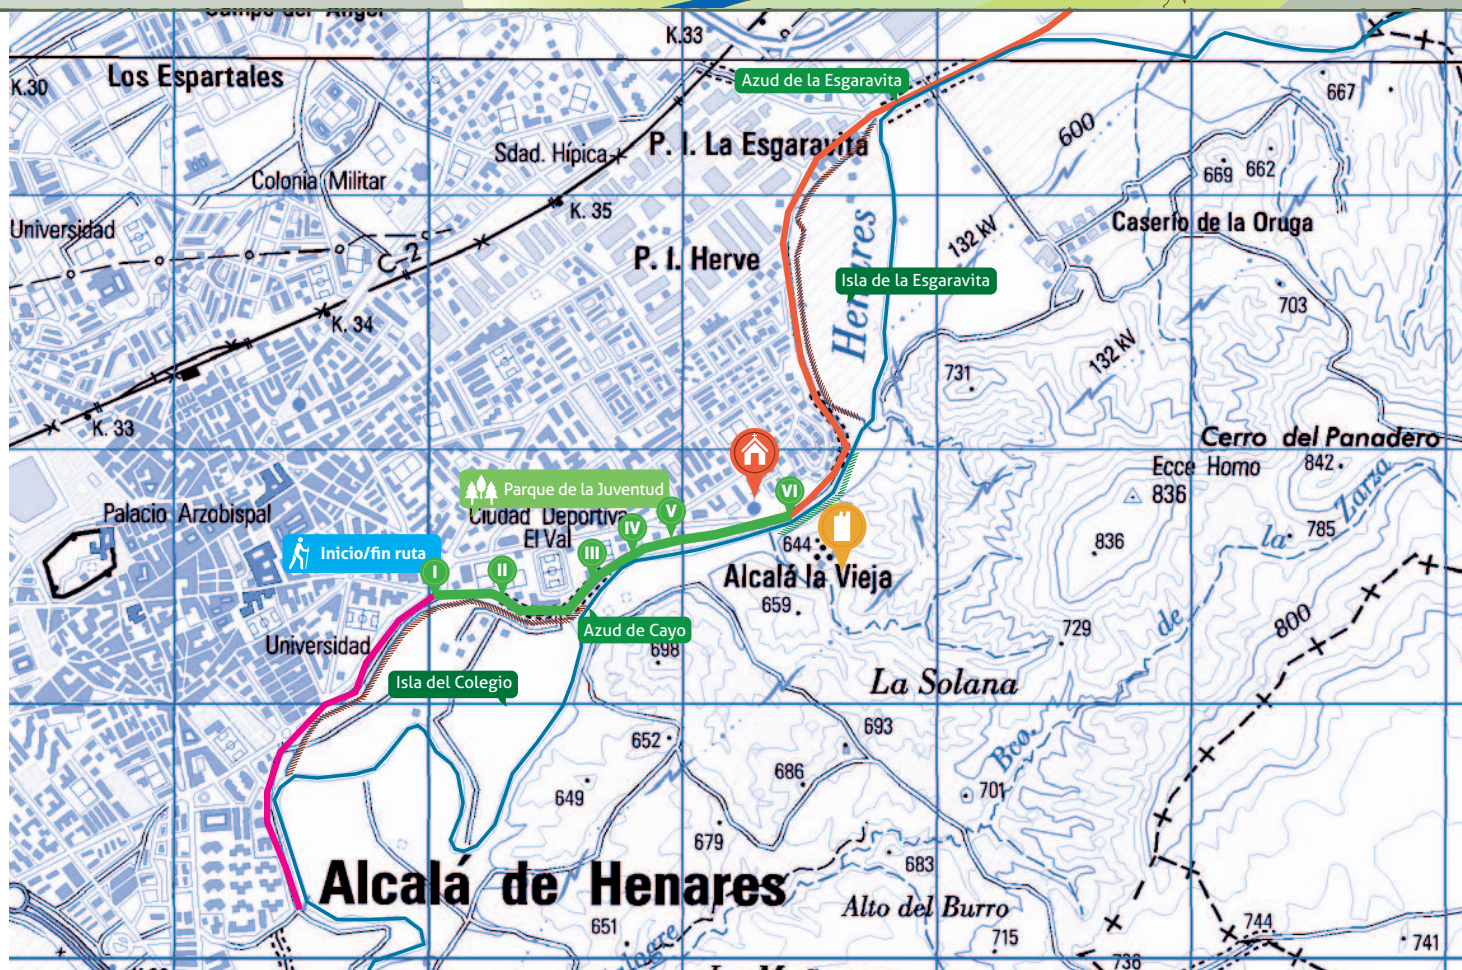 Campo del Ángel
K.33
Los Espartales
K.30
Azud de la Esgaravita
667
600
P. I. La Esgaravita
Sdad. Hípica
Colonia Militar
669
662
K. 35
Universidad
Caserío de la Oruga
132 kV
C-2
P. I. Herve
Henares
Isla de la Esgaravita
703
K. 34
132 kV
731
K. 33
Cerro del Panadero
Ecce Homo
842
836
Parque de la Juventud
VI
V
Palacio Arzobispal
Ciudad Deportiva
El Val
IV
III
II
I
Inicio/fin ruta
644
836
785
la
Zarza
Alcalá la Vieja
659
de
800
729
Azud de Cayo
Universidad
698
Isla del Colegio
La Solana
693
652
Bco.
686
701
649
679
683
Alcalá de Henares
Alto del Burro
651
744
715
741
736